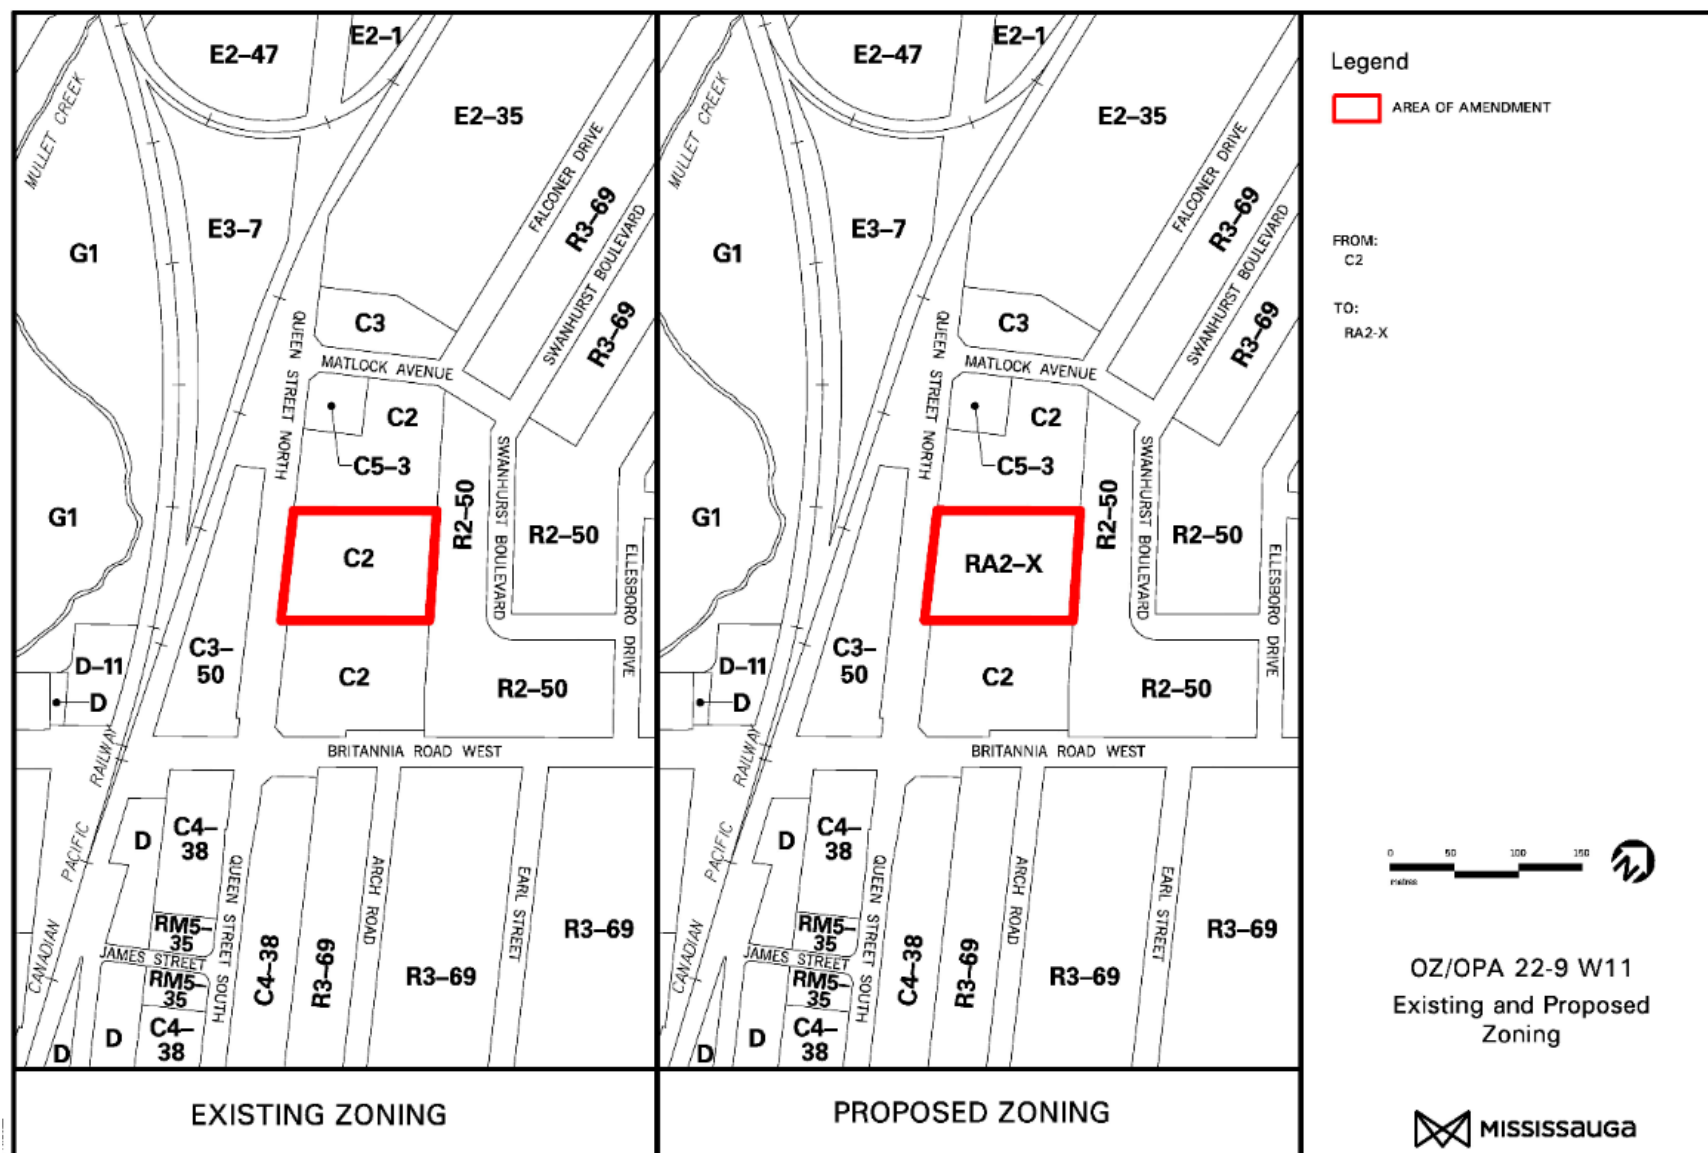 E2–47
E2–1
E2–35
MULLET CREEK
FALCONER DRIVE
R3–69
SWANHURST BOULEVARD
E3–7
G1
R3–69
C3
QUEEN STREET NORTH
MATLOCK AVENUE
C2
C5–3
G1
R2–50
SWANHURST BOULEVARD
R2–50
C2
ELLESBORO DRIVE
C3–
50
D–11
D
C2
R2–50
BRITANNIA ROAD WEST
CANADIAN PACIFIC RAILWAY
D
C4–
38
QUEEN STREET SOUTH
ARCH ROAD
EARL STREET
RM5–
35
JAMES STREET
RM5–
35
C4–38
R3–69
R3–69
R3–69
D
D
C4–
38
EXISTING ZONING
E2–47
E2–1
E2–35
MULLET CREEK
FALCONER DRIVE
R3–69
SWANHURST BOULEVARD
E3–7
G1
R3–69
C3
QUEEN STREET NORTH
MATLOCK AVENUE
C2
C5–3
G1
R2–50
SWANHURST BOULEVARD
R2–50
RA2–X
ELLESBORO DRIVE
C3–
50
D–11
D
C2
R2–50
BRITANNIA ROAD WEST
CANADIAN PACIFIC RAILWAY
D
C4–
38
QUEEN STREET SOUTH
ARCH ROAD
EARL STREET
RM5–
35
JAMES STREET
RM5–
35
C4–38
R3–69
R3–69
R3–69
D
D
C4–
38
PROPOSED ZONING
Legend
AREA OF AMENDMENT
FROM:
C2
TO:
RA2-X
0 50 100 150
metres
OZ/OPA 22-9 W11
Existing and Proposed
Zoning
MISSISSAUGA